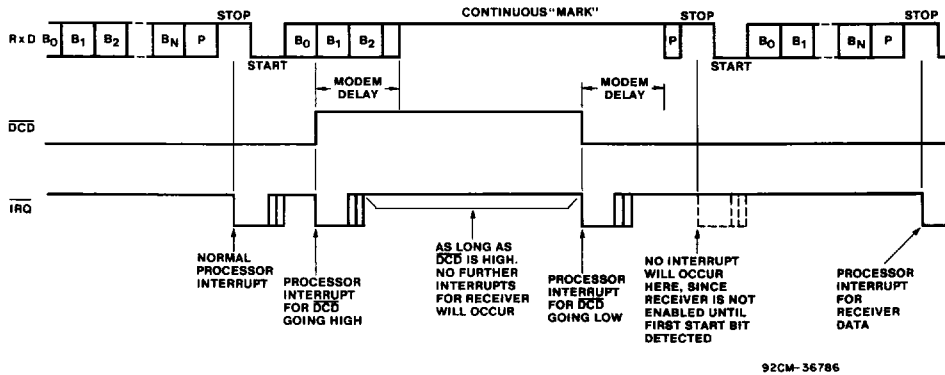 STOP CONTINUOUS "MARK" STOP STOP
RxD B0 B1 B2 BN P B0 B1 B2 P B0 B1 BN P
START START
MODEM
DELAY
MODEM
DELAY
DCD
IRQ
NORMAL
PROCESSOR
INTERRUPT
PROCESSOR
INTERRUPT
FOR DCD
GOING HIGH
AS LONG AS
DCD IS HIGH.
NO FURTHER
INTERRUPTS
FOR RECEIVER
WILL OCCUR
PROCESSOR
INTERRUPT
FOR DCD
GOING LOW
NO INTERRUPT
WILL OCCUR
HERE, SINCE
RECEIVER IS NOT
ENABLED UNTIL
FIRST START BIT
DETECTED
PROCESSOR
INTERRUPT
FOR
RECEIVER
DATA
92CM-36786